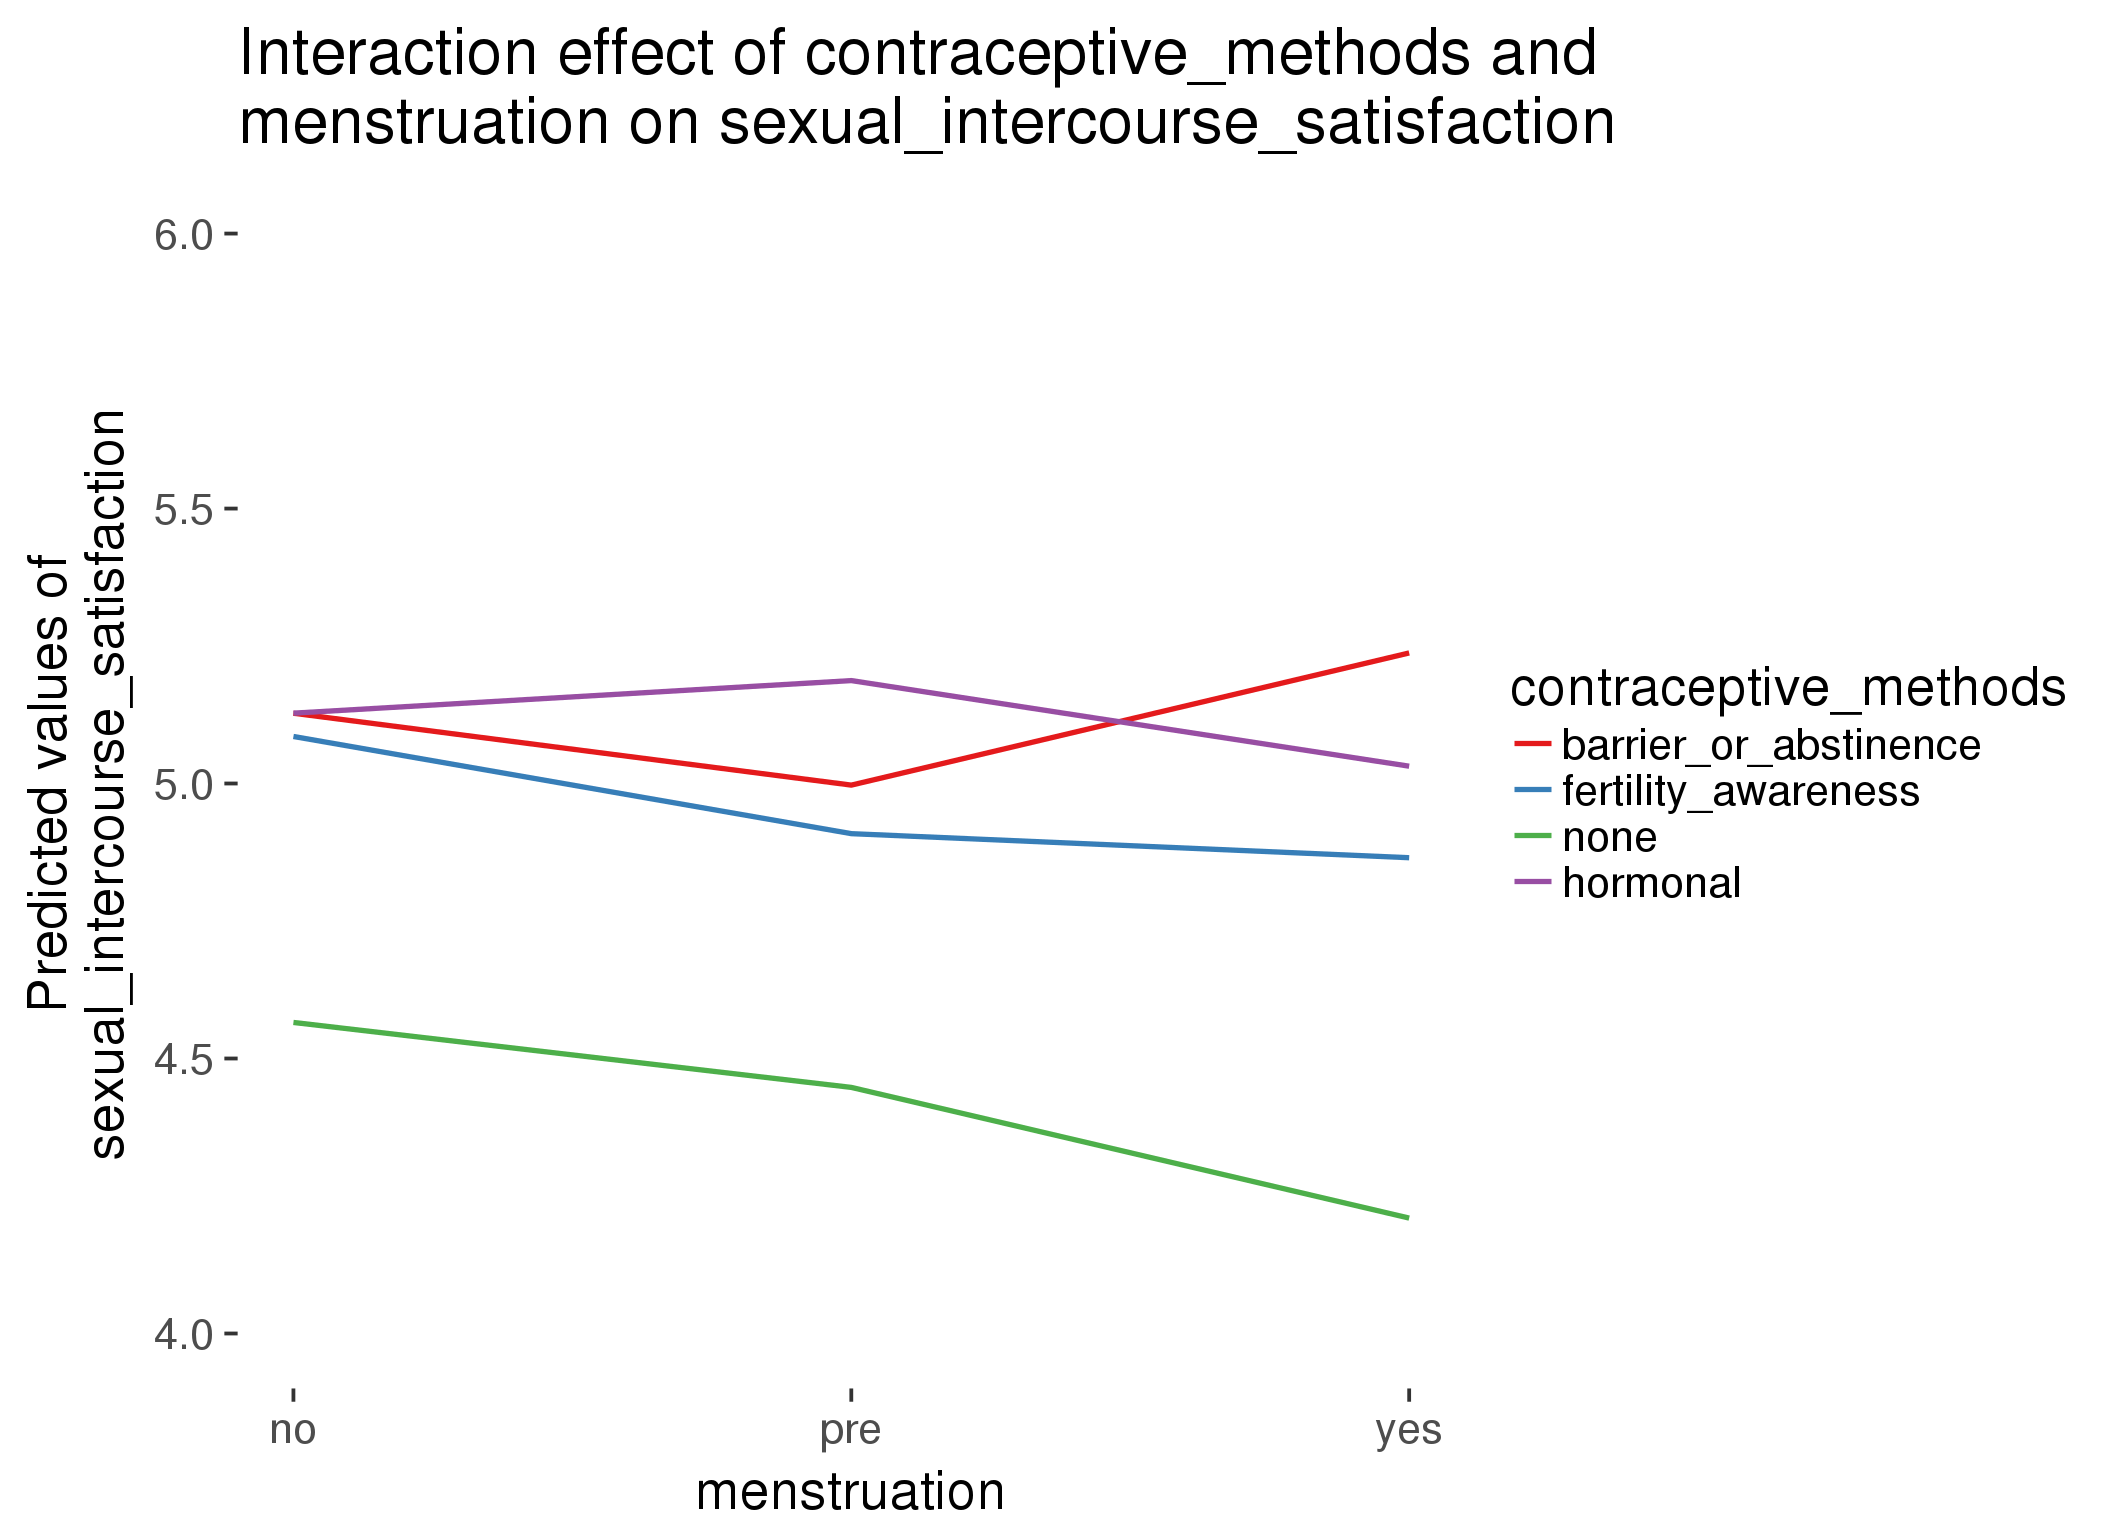 Interaction effect of contraceptive_methods and
menstruation on sexual_intercourse_satisfaction
Predicted values of
sexual_intercourse_satisfaction
6.0
5.5
5.0
4.5
4.0
no
pre
yes
menstruation
contraceptive_methods
barrier_or_abstinence
fertility_awareness
none
hormonal